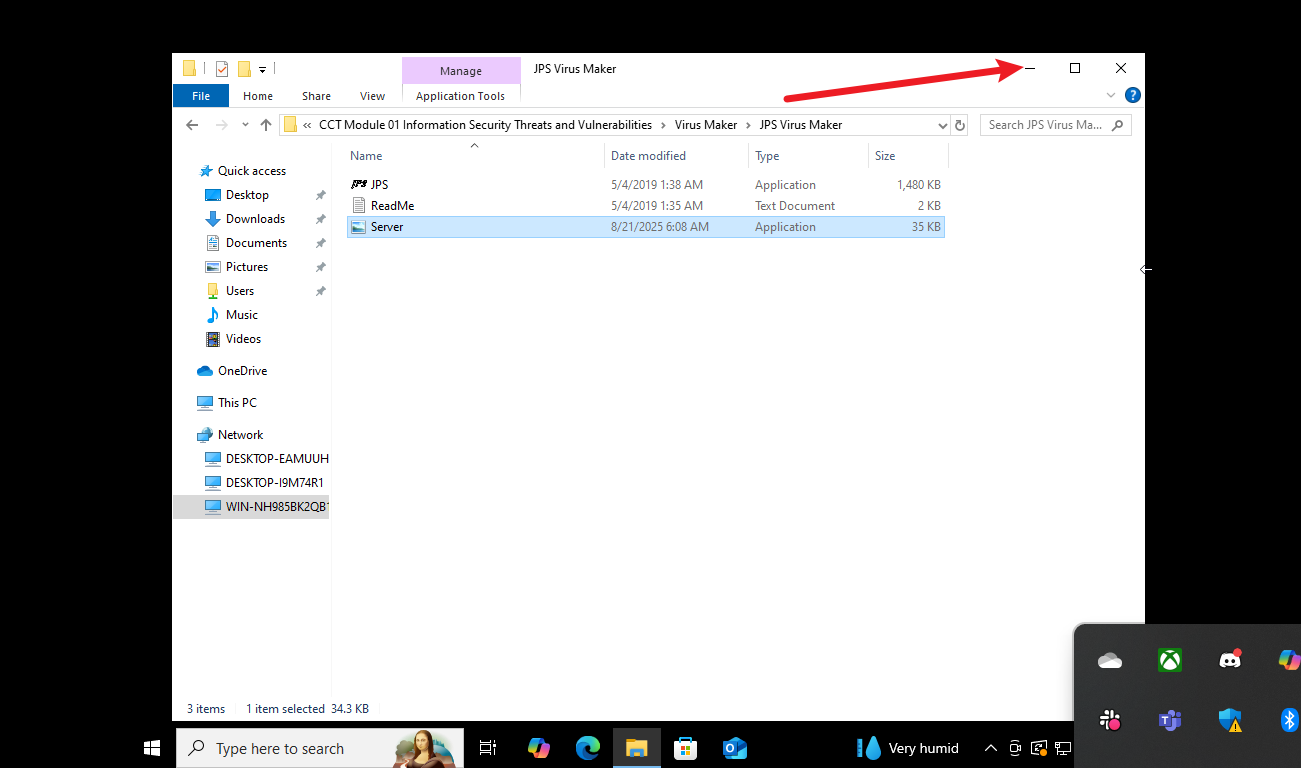 Manage
JPS Virus Maker
File
Home
Share
View
Application Tools
?
« CCT Module 01 Information Security Threats and Vulnerabilities > Virus Maker > JPS Virus Maker
Search JPS Virus Ma...
Name
Date modified
Type
Size
JPS JPS 5/4/2019 1:38 AM Application 1,480 KB
ReadMe 5/4/2019 1:35 AM Text Document 2 KB
Server 8/21/2025 6:08 AM Application 35 KB
Quick access
Desktop
Downloads
Documents
Pictures
Users
Music
Videos
OneDrive
This PC
Network
DESKTOP-EAMUUH
DESKTOP-I9M74R1
WIN-NH985BK2QB1
3 items 1 item selected 34.3 KB
Type here to search
Very humid